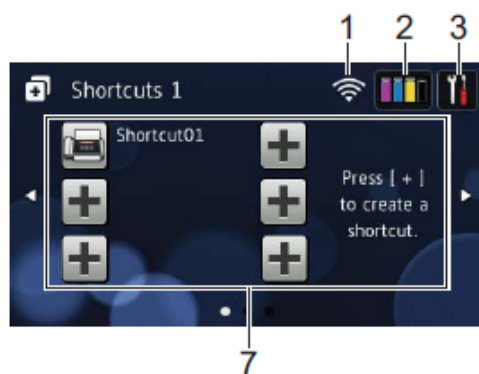 1 2 3
Shortcuts 1
Shortcut01
Press [ + ]
to create a
shortcut.
7